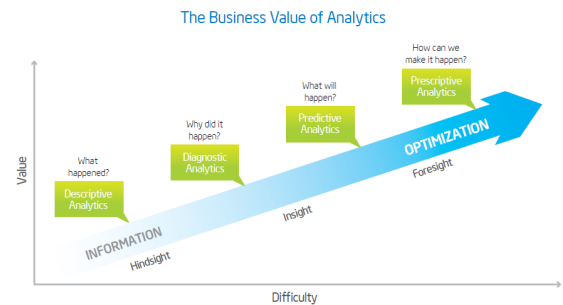 The Business Value of Analytics
How can we
make it happen?
Prescriptive
Analytics
What will
happen?
Predictive
Analytics
Why did it
happen?
Diagnostic
Analytics
What
happened?
Descriptive
Analytics
Value
OPTIMIZATION
Foresight
Insight
INFORMATION
Hindsight
Difficulty